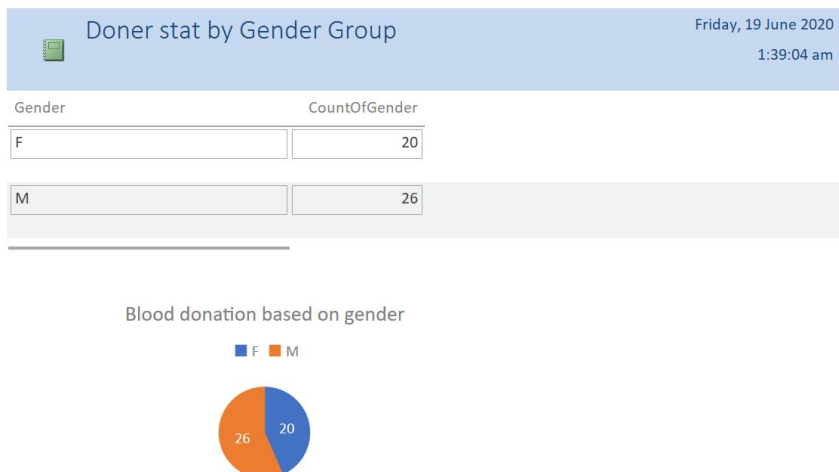 Doner stat by Gender Group
Friday, 19 June 2020
1:39:04 am
Gender CountOfGender
F 20
M 26
Blood donation based on gender
F M
26 20